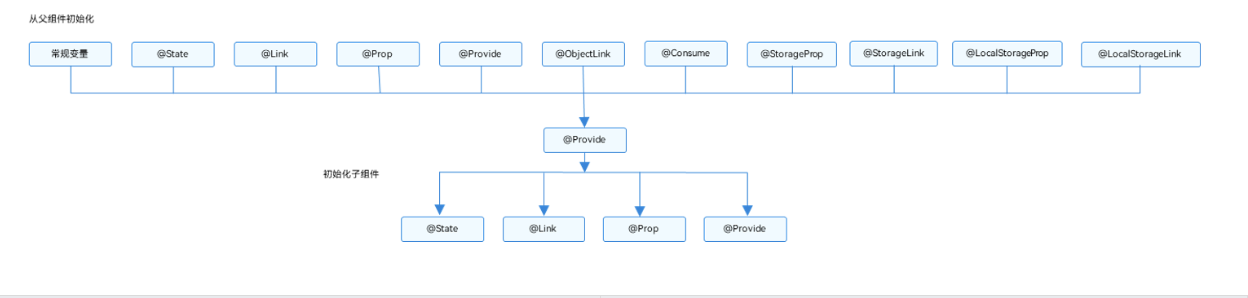 从父组件初始化
常规变量 @State @Link @Prop @Provide @ObjectLink @Consume @StorageProp @StorageLink @LocalStorageProp @LocalStorageLink
@Provide
初始化子组件
@State @Link @Prop @Provide